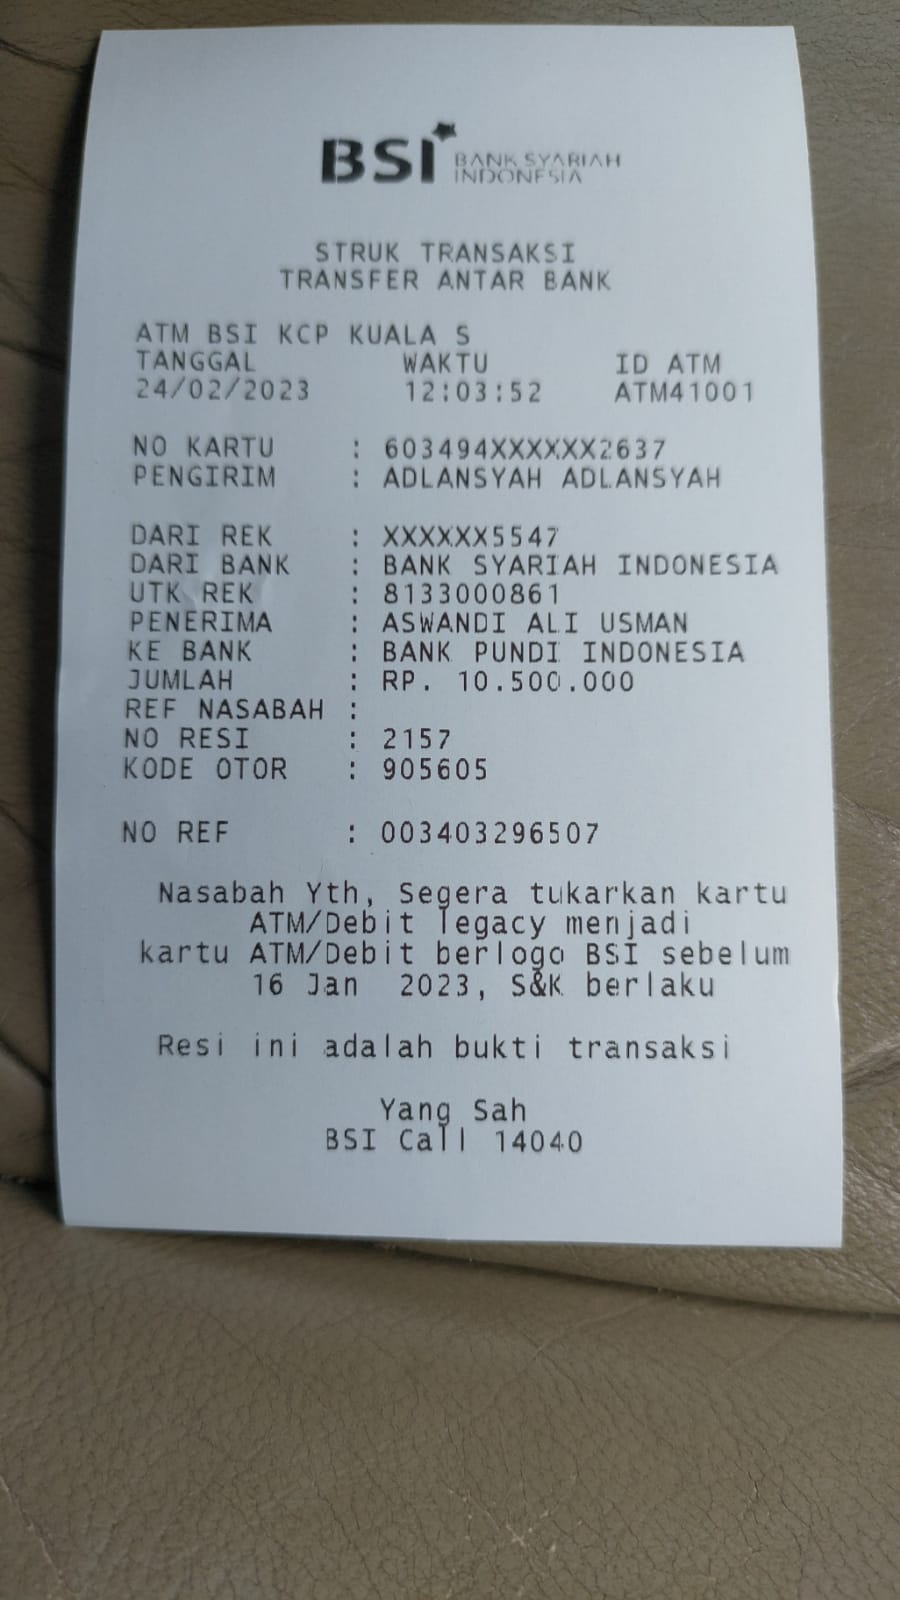 BSI BANK SYARIAH
INDONESIA
STRUK TRANSAKSI
TRANSFER ANTAR BANK
ATM BSI KCP KUALA S
TANGGAL WAKTU ID ATM
24/02/2023 12:03:52 ATM41001
NO KARTU : 603494XXXXXX2637
PENGIRIM : ADLANSYAH ADLANSYAH
DARI REK : XXXXXX5547
DARI BANK : BANK SYARIAH INDONESIA
UTK REK : 8133000861
PENERIMA : ASWANDI ALI USMAN
KE BANK : BANK PUNDI INDONESIA
JUMLAH : RP. 10.500.000
REF NASABAH :
NO RESI : 2157
KODE OTOR : 905605
NO REF : 003403296507
Nasabah Yth, Segera tukarkan kartu
ATM/Debit legacy menjadi
kartu ATM/Debit berlogo BSI sebelum
16 Jan 2023, S&K berlaku
Resi ini adalah bukti transaksi
Yang Sah
BSI Call 14040